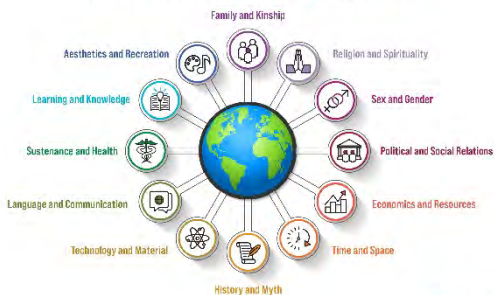 Family and Kinship
Aesthetics and Recreation
Religion and Spirituality
Learning and Knowledge
Sex and Gender
Sustenance and Health
Political and Social Relations
Language and Communication
Economics and Resources
Technology and Material
Time and Space
History and Myth